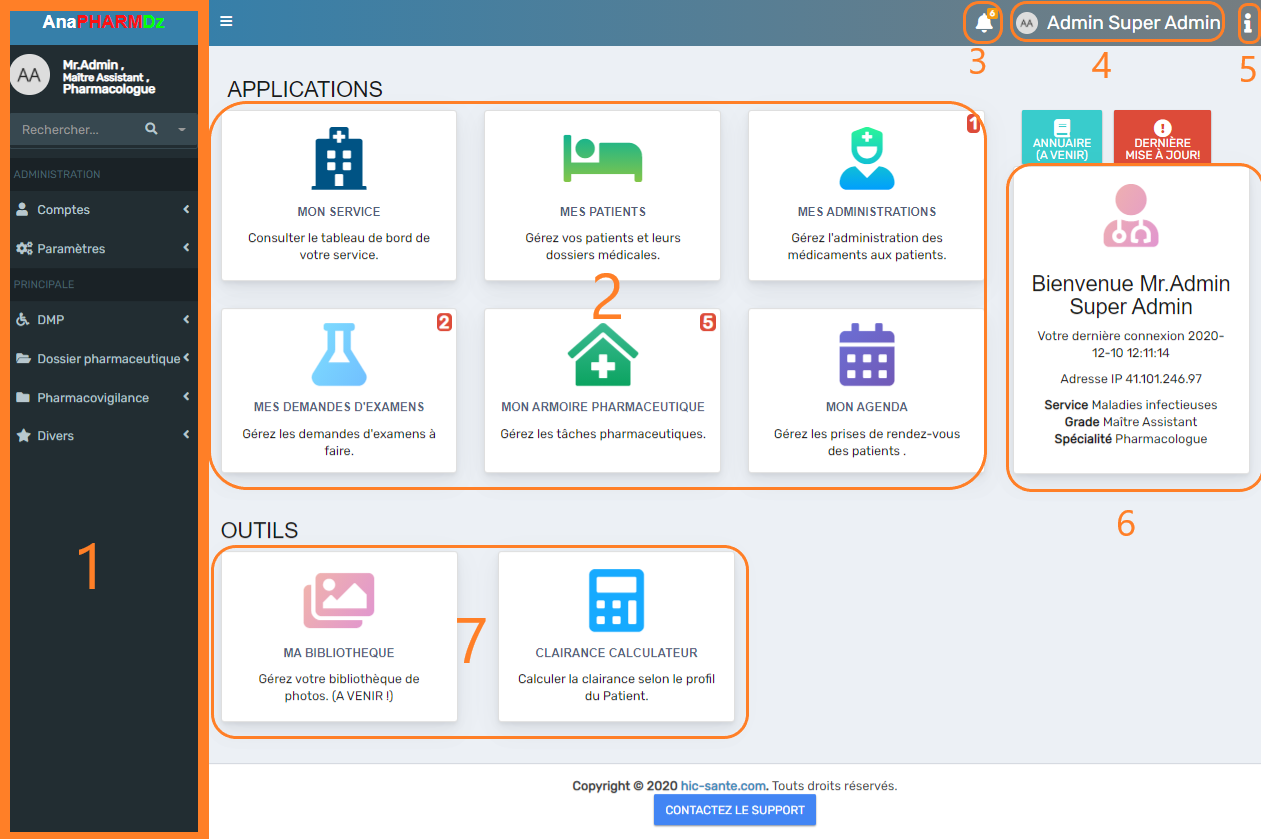 AnaPHARMDz
6
AA Admin Super Admin
3
4
5
AA
Mr.Admin ,
Maître Assistant ,
Pharmacologue
Rechercher...
ADMINISTRATION
Comptes
Paramètres
PRINCIPALE
DMP
Dossier pharmaceutique
Pharmacovigilance
Divers
1
APPLICATIONS
MON SERVICE
Consulter le tableau de bord de
votre service.
MES PATIENTS
Gérez vos patients et leurs
dossiers médicales.
1
MES ADMINISTRATIONS
Gérez l'administration des
médicaments aux patients.
2
2
MES DEMANDES D'EXAMENS
Gérez les demandes d'examens à
faire.
5
MON ARMOIRE PHARMACEUTIQUE
Gérez les tâches pharmaceutiques.
MON AGENDA
Gérez les prises de rendez-vous
des patients .
ANNUAIRE
(A VENIR)
DERNIÈRE
MISE À JOUR!
Bienvenue Mr.Admin
Super Admin
Votre dernière connexion 2020-
12-10 12:11:14
Adresse IP 41.101.246.97
Service Maladies infectieuses
Grade Maître Assistant
Spécialité Pharmacologue
6
OUTILS
MA BIBLIOTHEQUE
Gérez votre bibliothèque de
photos. (A VENIR !)
7
CLAIRANCE CALCULATEUR
Calculer la clairance selon le profil
du Patient.
Copyright © 2020 hic-sante.com. Touts droits réservés.
CONTACTEZ LE SUPPORT